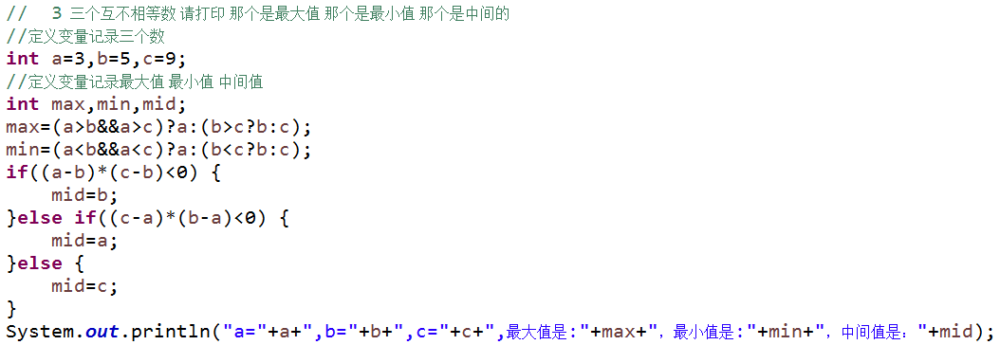 //   3 三个互不相等数 请打印 那个是最大值 那个是最小值 那个是中间的
//定义变量记录三个数
int a=3,b=5,c=9;
//定义变量记录最大值 最小值 中间值
int max,min,mid;
max=(a>b&&a>c)?a:(b>c?b:c);
min=(a<b&&a<c)?a:(b<c?b:c);
if((a-b)*(c-b)<0) {
    mid=b;
}else if((c-a)*(b-a)<0) {
    mid=a;
}else {
    mid=c;
}
System.out.println("a="+a+",b="+b+",c="+c+",最大值是:"+max+"，最小值是:"+min+"，中间值是："+mid);